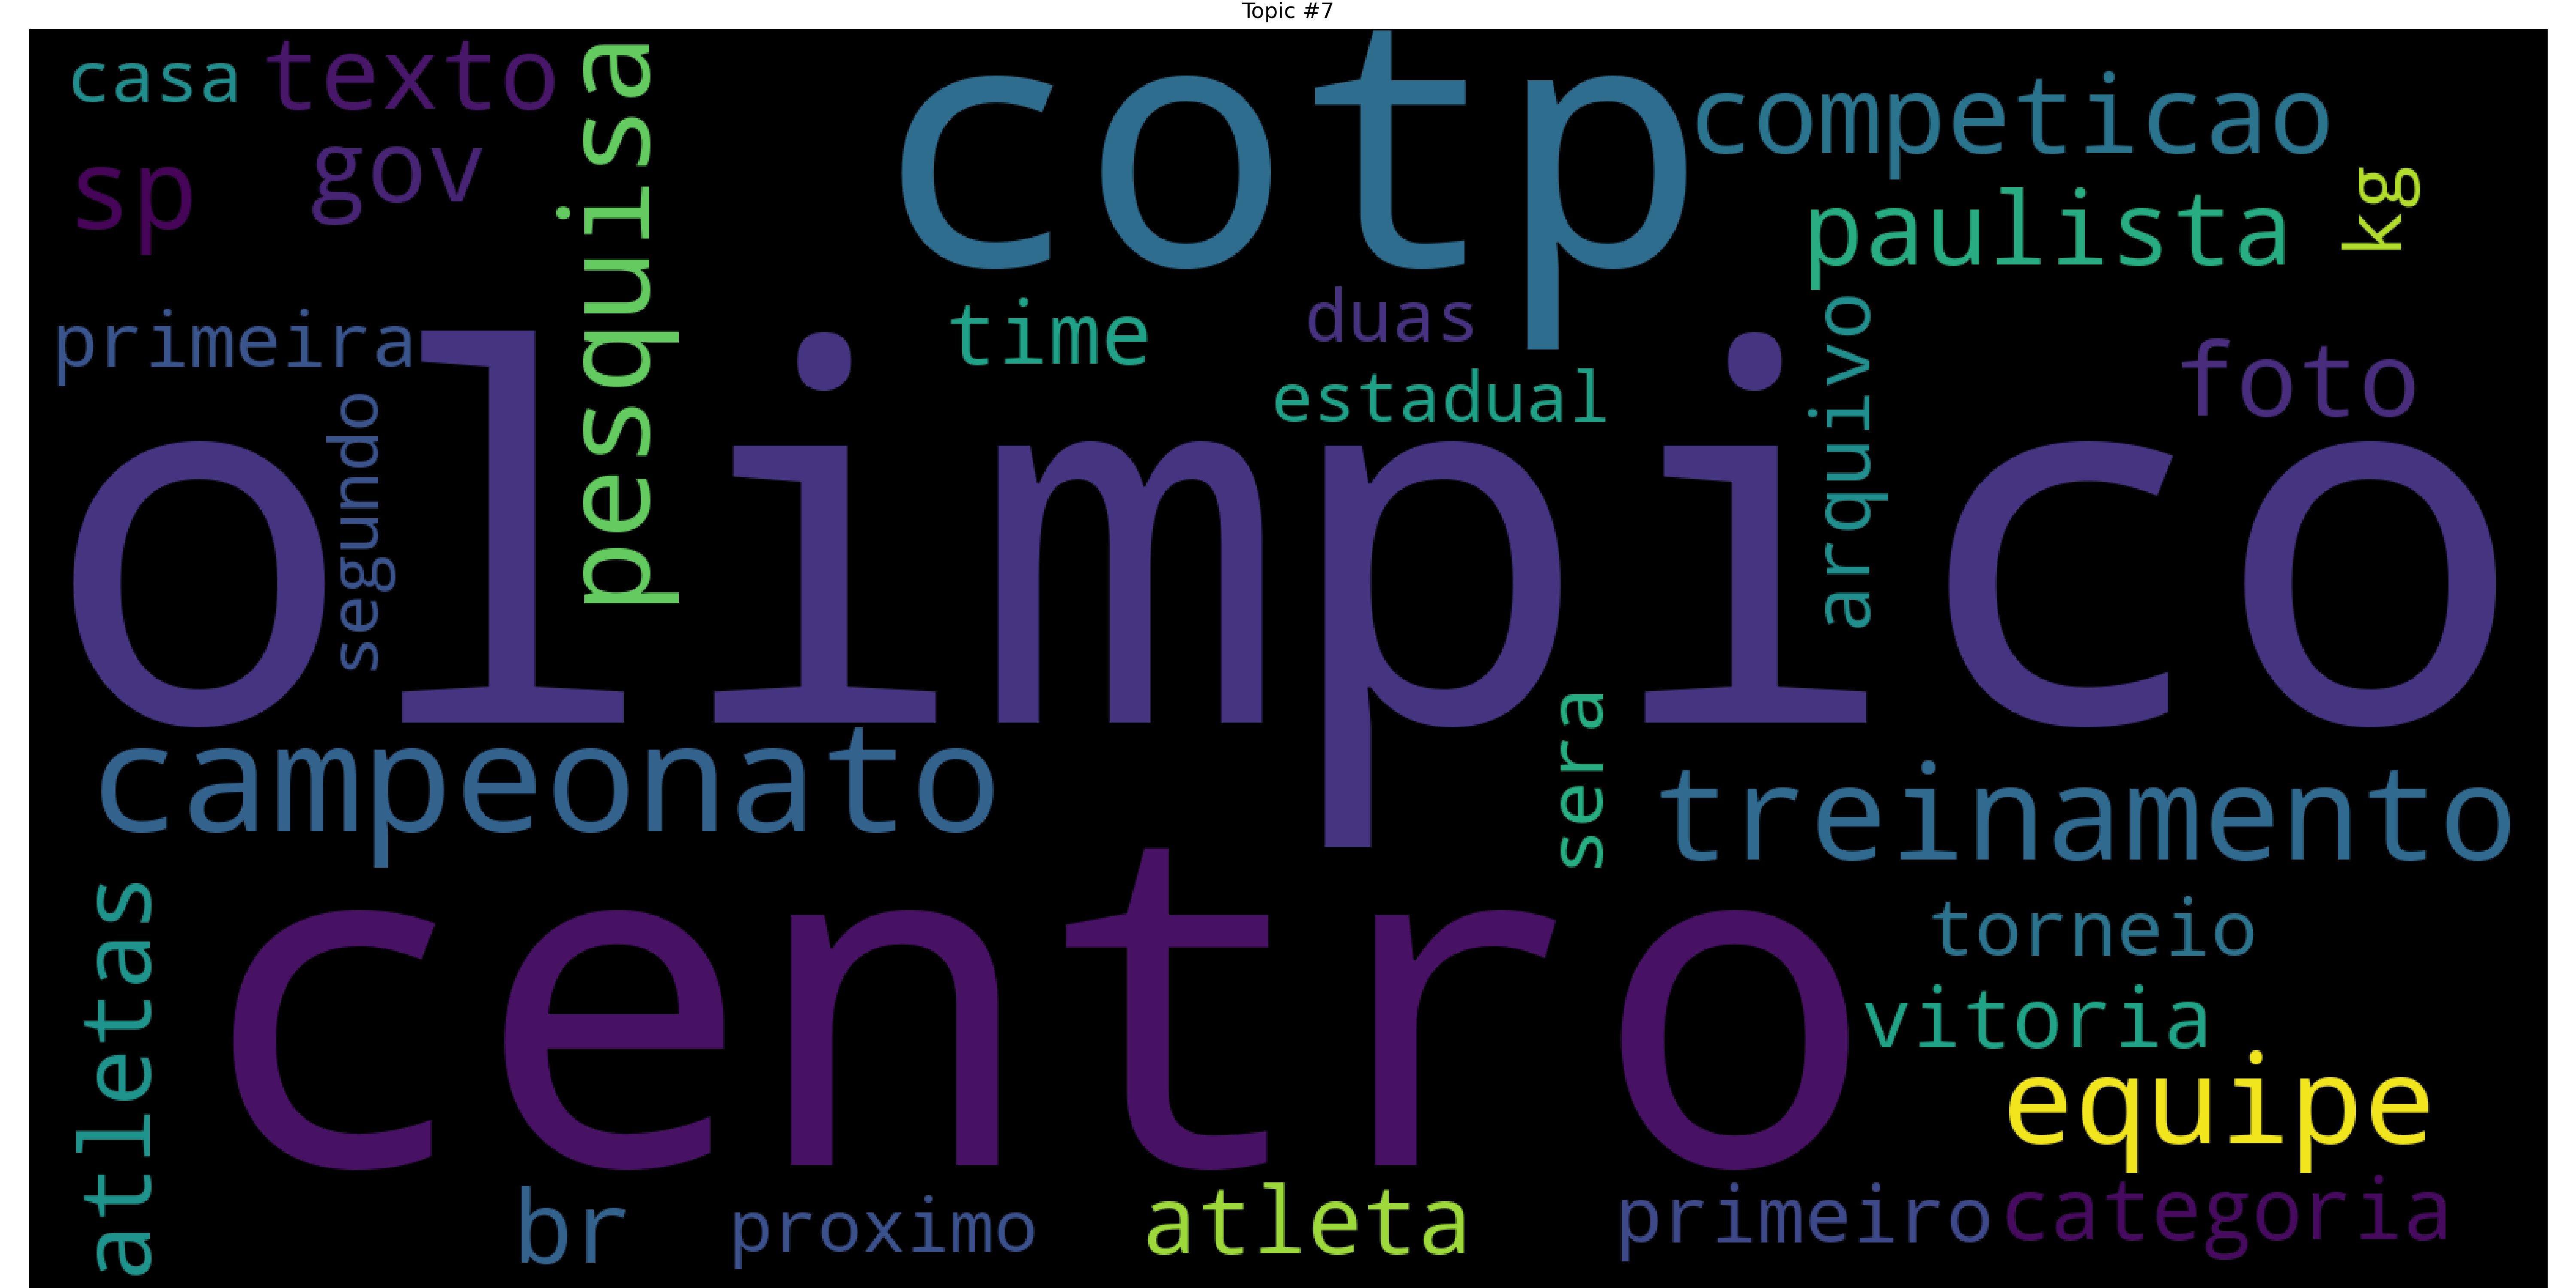 Topic #7
casa
texto
pesquisa
cotp
competicao
sp
gov
paulista
kg
primeira
time
duas
estadual
arquivo
foto
segundo
olimpico
campeonato
sera
treinamento
atletas
centro
torneio
vitoria
equipe
br
proximo
atleta
primeiro
categoria